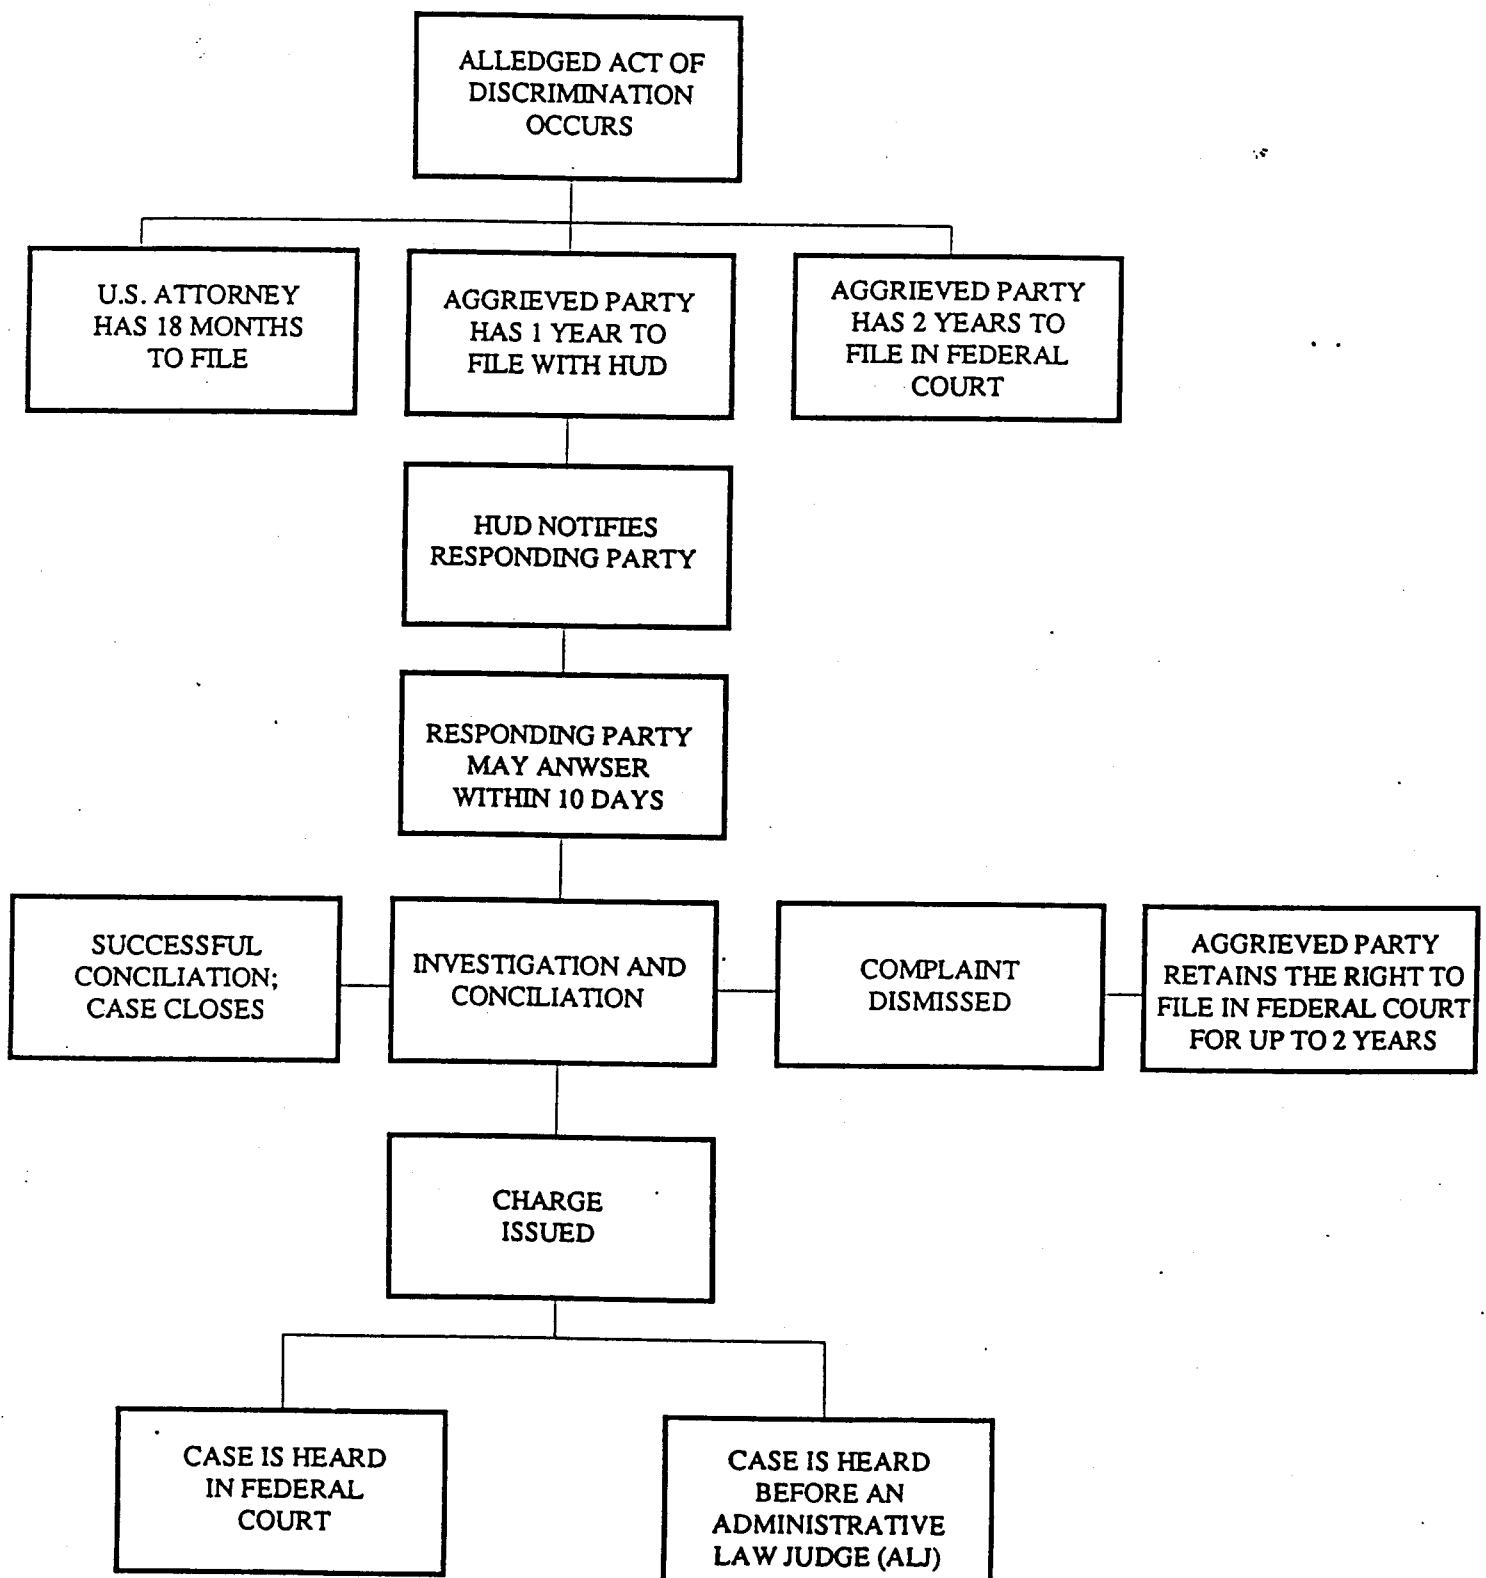 ALLEDGED ACT OF
DISCRIMINATION
OCCURS
U.S. ATTORNEY
HAS 18 MONTHS
TO FILE
AGGRIEVED PARTY
HAS 1 YEAR TO
FILE WITH HUD
AGGRIEVED PARTY
HAS 2 YEARS TO
FILE IN FEDERAL
COURT
HUD NOTIFIES
RESPONDING PARTY
RESPONDING PARTY
MAY ANWSER
WITHIN 10 DAYS
SUCCESSFUL
CONCILIATION;
CASE CLOSES
INVESTIGATION AND
CONCILIATION
COMPLAINT
DISMISSED
AGGRIEVED PARTY
RETAINS THE RIGHT TO
FILE IN FEDERAL COURT
FOR UP TO 2 YEARS
CHARGE
ISSUED
CASE IS HEARD
IN FEDERAL
COURT
CASE IS HEARD
BEFORE AN
ADMINISTRATIVE
LAW JUDGE (ALJ)